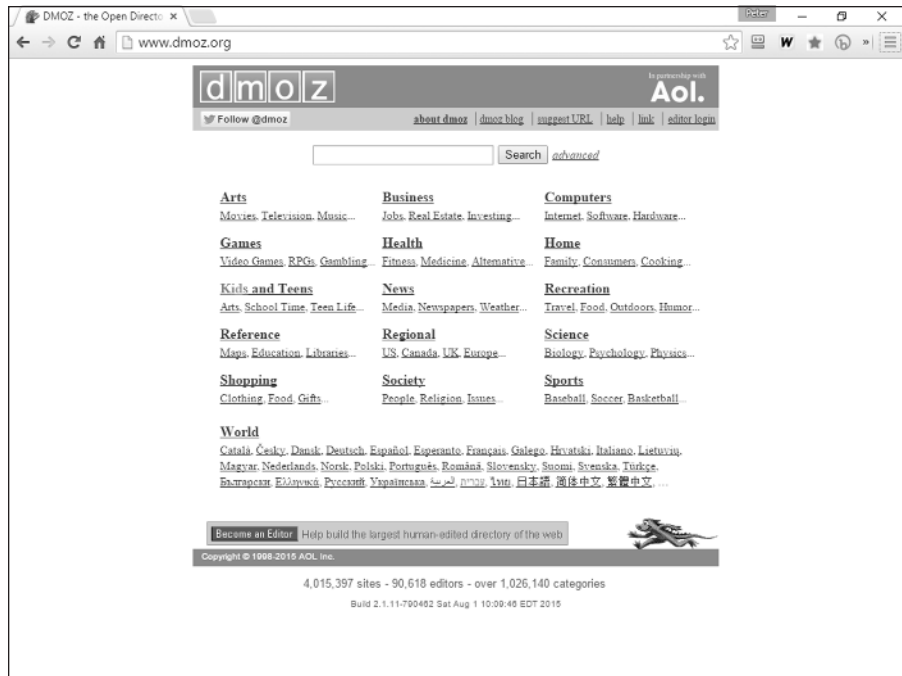 DMOZ - the Open Directo
Peter
www.dmoz.org
dmoz
In partnership with
Aol.
Follow @dmoz
about dmoz | dmoz blog | suggest URL | help | link | editor login
Search advanced
Arts Business Computers
Movies, Television, Music... Jobs, Real Estate, Investing... Internet, Software, Hardware...
Games Health Home
Video Games, RPGs, Gambling... Fitness, Medicine, Alternative... Family, Consumers, Cooking...
Kids and Teens News Recreation
Arts, School Time, Teen Life... Media, Newspapers, Weather... Travel, Food, Outdoors, Humor...
Reference Regional Science
Maps, Education, Libraries... US, Canada, UK, Europe... Biology, Psychology, Physics...
Shopping Society Sports
Clothing, Food, Gifts... People, Religion, Issues... Baseball, Soccer, Basketball...
World
Català, Česky, Dansk, Deutsch, Español, Esperanto, Français, Galego, Hrvatski, Italiano, Lietuvių,
Magyar, Nederlands, Norsk, Polski, Português, Română, Slovensky, Suomi, Svenska, Türkçe,
Български, Ελληνικά, Русский, Українська, العربية, עברית, ไทย, 日本語, 简体中文, 繁體中文, ...
Become an Editor Help build the largest human-edited directory of the web
Copyright © 1998-2015 AOL Inc.
4,015,397 sites - 90,618 editors - over 1,026,140 categories
Build 2.1.11-790462 Sat Aug 1 10:09:46 EDT 2015